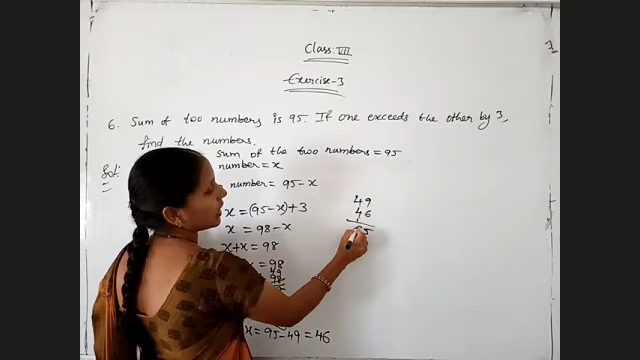 Class: VII
Exercise-3
6. Sum of two numbers is 95. If one exceeds the other by 3,
find the numbers.
Sol:
sum of the two numbers = 95
number = x
number = 95 - x
x = (95 - x) + 3
x = 98 - x
x + x = 98
x = 98
x = 95 - 49 = 46
49
46
95